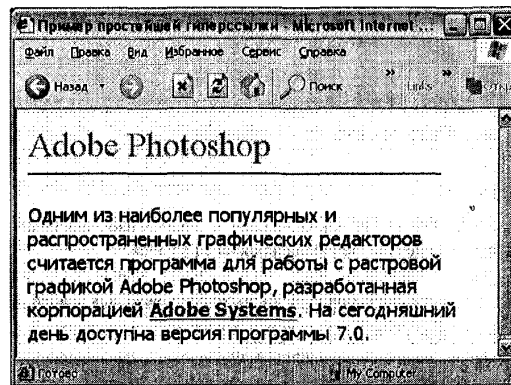 Пример простейшей гиперссылки - Microsoft Internet ...
Файл Правка Вид Избранное Сервис Справка
Назад Поиск » Links »
Adobe Photoshop
Одним из наиболее популярных и
распространенных графических редакторов
считается программа для работы с растровой
графикой Adobe Photoshop, разработанная
корпорацией Adobe Systems. На сегодняшний
день доступна версия программы 7.0.
Готово My Computer